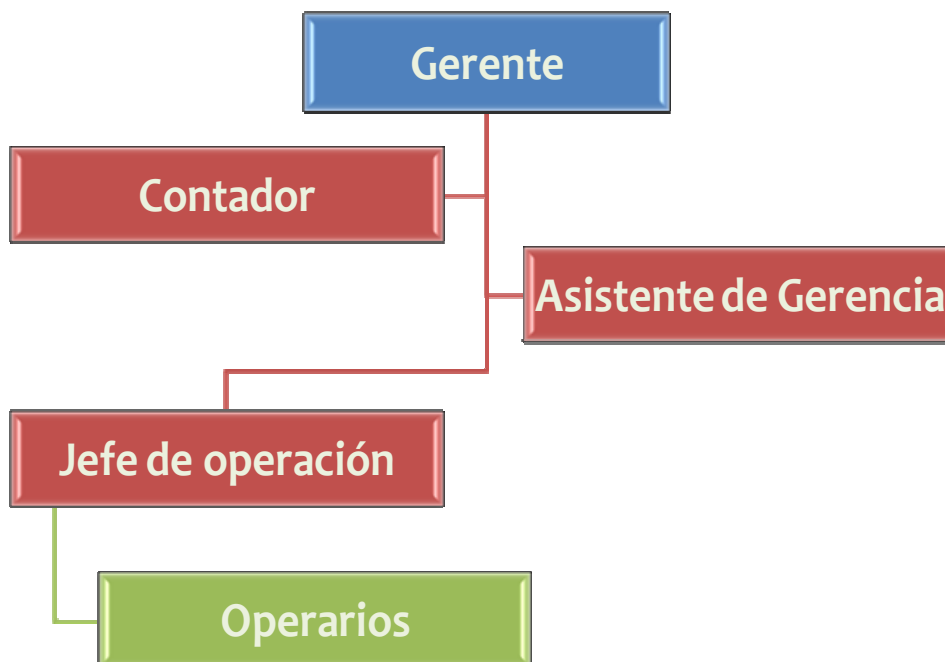 Gerente
Contador
Asistente de Gerencia
Jefe de operación
Operarios